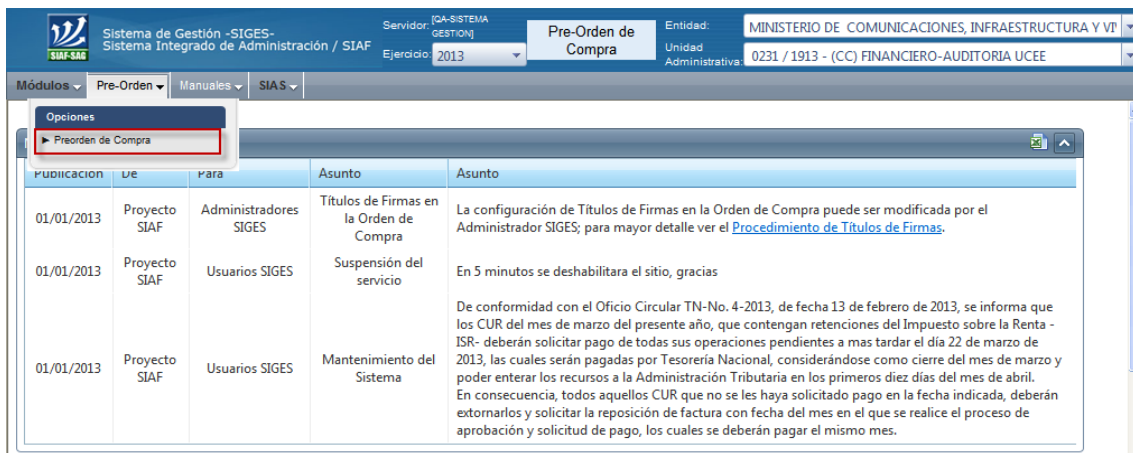 SIAF-SAG
Sistema de Gestión -SIGES-
Sistema Integrado de Administración / SIAF
Servidor: [QA-SISTEMA GESTION]
Ejercicio: 2013
Pre-Orden de
Compra
Entidad: MINISTERIO DE COMUNICACIONES, INFRAESTRUCTURA Y VI
Unidad
Administrativa: 0231 / 1913 - (CC) FINANCIERO-AUDITORIA UCEE
Módulos Pre-Orden Manuales SIAS
Opciones
Preorden de Compra
Publicación De Para Asunto Asunto
01/01/2013
Proyecto
SIAF
Administradores
SIGES
Títulos de Firmas en
la Orden de
Compra
La configuración de Títulos de Firmas en la Orden de Compra puede ser modificada por el
Administrador SIGES; para mayor detalle ver el Procedimiento de Títulos de Firmas.
01/01/2013
Proyecto
SIAF
Usuarios SIGES
Suspensión del
servicio
En 5 minutos se deshabilitara el sitio, gracias
01/01/2013
Proyecto
SIAF
Usuarios SIGES
Mantenimiento del
Sistema
De conformidad con el Oficio Circular TN-No. 4-2013, de fecha 13 de febrero de 2013, se informa que
los CUR del mes de marzo del presente año, que contengan retenciones del Impuesto sobre la Renta -
ISR- deberán solicitar pago de todas sus operaciones pendientes a mas tardar el día 22 de marzo de
2013, las cuales serán pagadas por Tesorería Nacional, considerándose como cierre del mes de marzo y
poder enterar los recursos a la Administración Tributaria en los primeros diez días del mes de abril.
En consecuencia, todos aquellos CUR que no se les haya solicitado pago en la fecha indicada, deberán
extornarlos y solicitar la reposición de factura con fecha del mes en el que se realice el proceso de
aprobación y solicitud de pago, los cuales se deberán pagar el mismo mes.